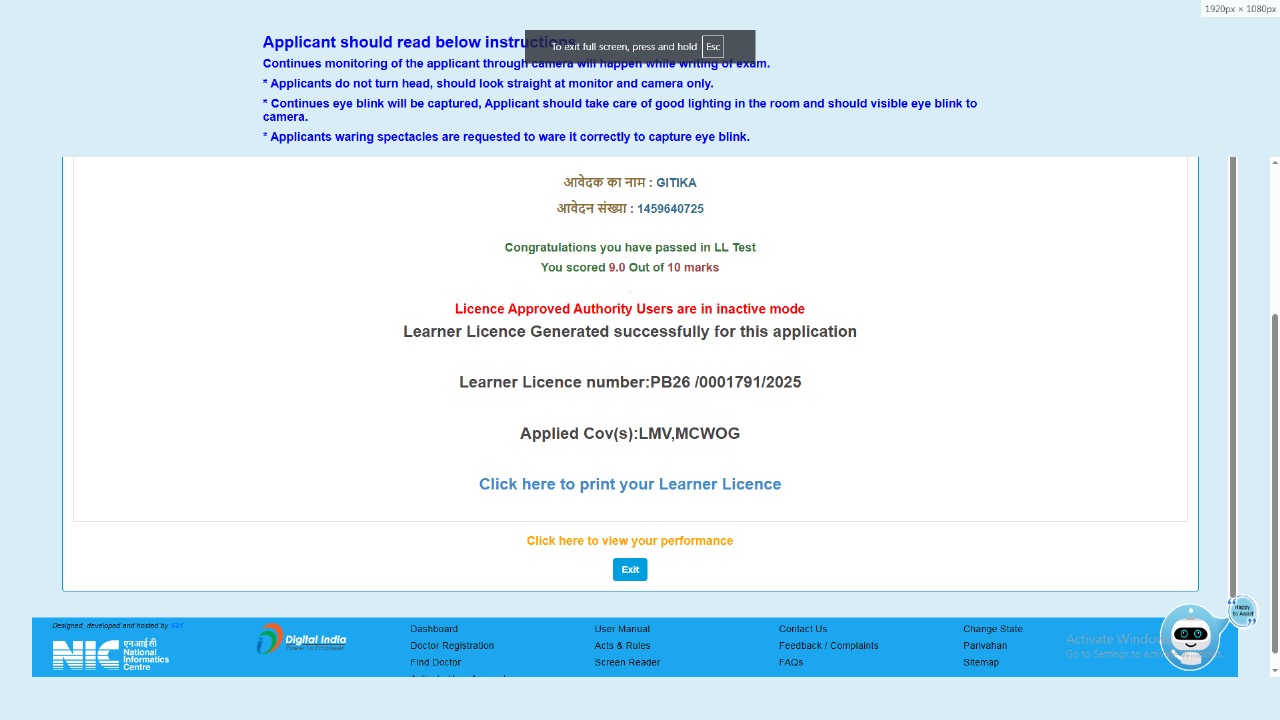 1920px × 1080px
Applicant should read below instructions
To exit full screen, press and hold Esc
Continues monitoring of the applicant through camera will happen while writing of exam.
* Applicants do not turn head, should look straight at monitor and camera only.
* Continues eye blink will be captured, Applicant should take care of good lighting in the room and should visible eye blink to
camera.
* Applicants waring spectacles are requested to ware it correctly to capture eye blink.
आवेदक का नाम : GITIKA
आवेदन संख्या : 1459640725
Congratulations you have passed in LL Test
You scored 9.0 Out of 10 marks
Licence Approved Authority Users are in inactive mode
Learner Licence Generated successfully for this application
Learner Licence number:PB26 /0001791/2025
Applied Cov(s):LMV,MCWOG
Click here to print your Learner Licence
Click here to view your performance
Exit
Happy
to Assist
Designed, developed and hosted by S21
NIC एनआईसी
National
Informatics
Centre
Digital India
Power To Empower
Dashboard
Doctor Registration
Find Doctor
User Manual
Acts & Rules
Screen Reader
Contact Us
Feedback / Complaints
FAQs
Change State
Parivahan
Sitemap
Activate Windows
Go to Settings to activate Windows.